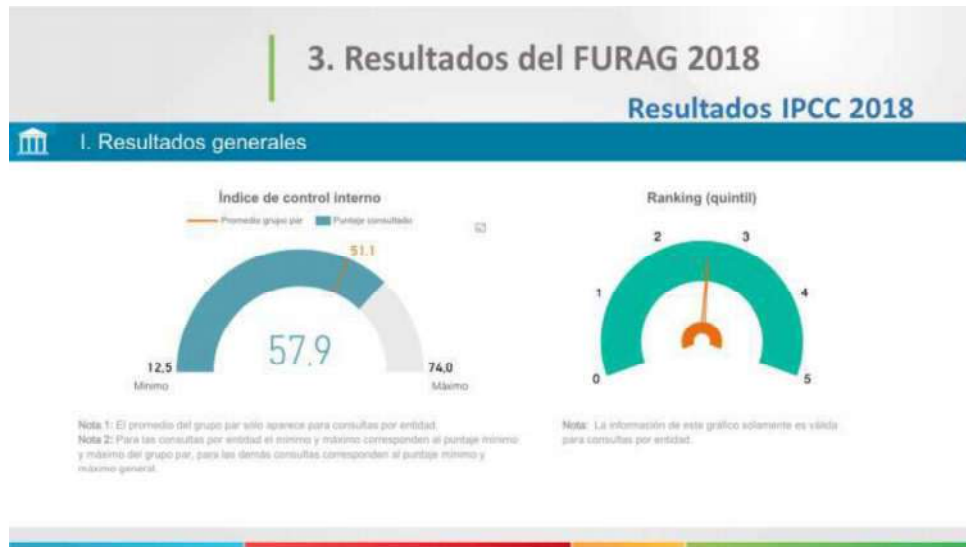 3. Resultados del FURAG 2018
Resultados IPCC 2018
I. Resultados generales
Índice de control interno
Promedio grupo par
Puntaje consultado
51.1
57.9
12,5
Mínimo
74,0
Máximo
Nota 1: El promedio del grupo par sólo aparece para consultas por entidad.
Nota 2: Para las consultas por entidad el mínimo y máximo corresponden al puntaje mínimo
y máximo del grupo par, para las demás consultas corresponden al puntaje mínimo y
máximo general.
Ranking (quintil)
0
1
2
3
4
5
Nota: La información de este gráfico solamente es válida
para consultas por entidad.